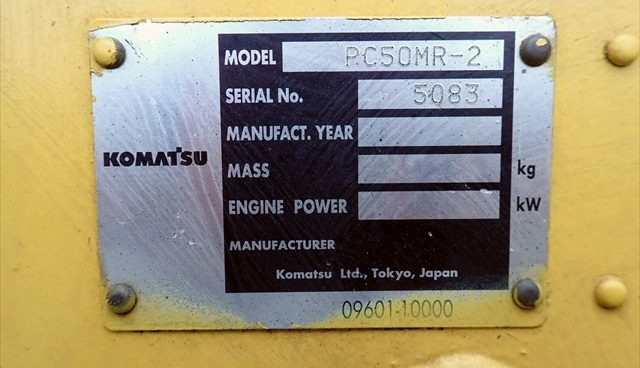 MODEL PC50MR-2
SERIAL No. 5083
MANUFACT. YEAR
MASS kg
KOMATSU
ENGINE POWER kW
MANUFACTURER
Komatsu Ltd., Tokyo, Japan
09601-10000